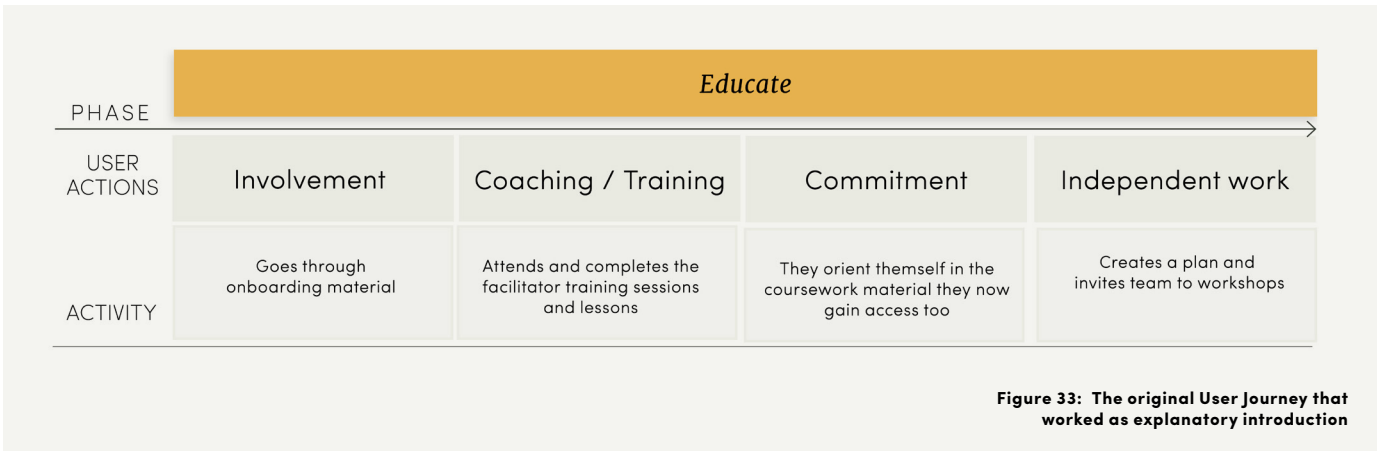 Educate
PHASE
USER
ACTIONS
Involvement
Coaching / Training
Commitment
Independent work
ACTIVITY
Goes through
onboarding material
Attends and completes the
facilitator training sessions
and lessons
They orient themself in the
coursework material they now
gain access too
Creates a plan and
invites team to workshops
Figure 33:  The original User Journey that
worked as explanatory introduction